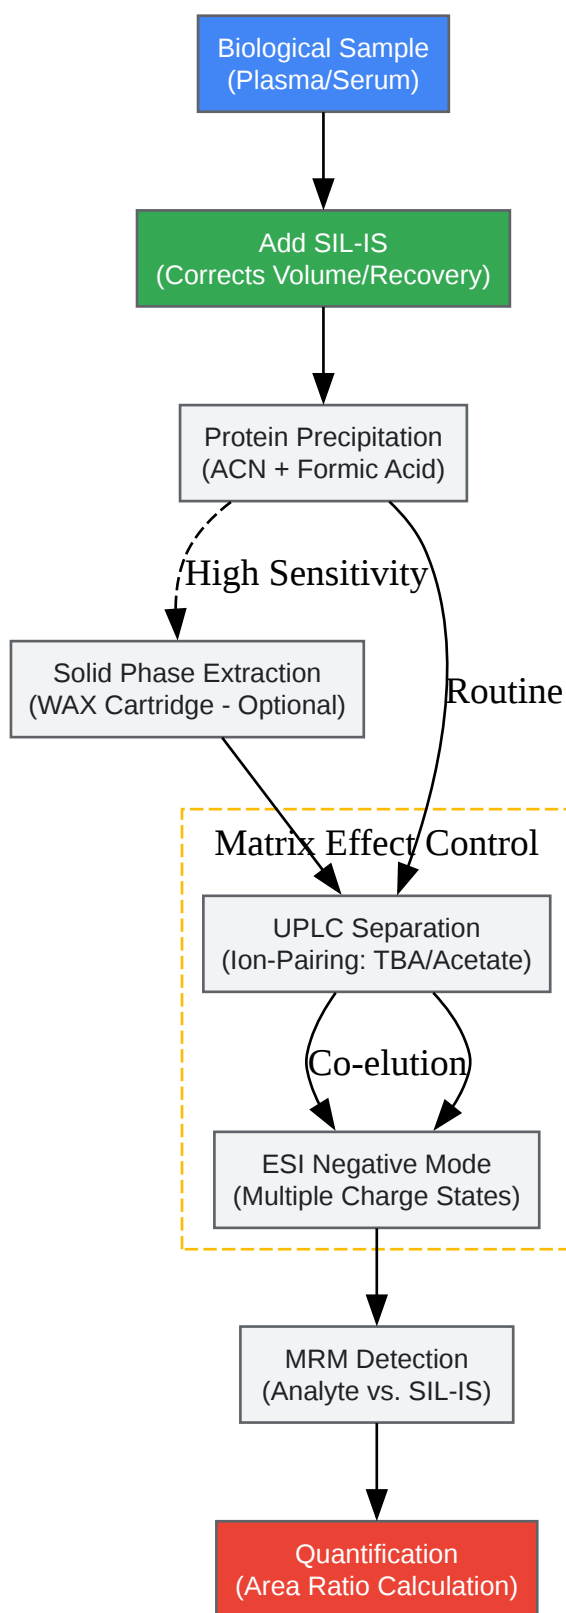 Biological Sample
(Plasma/Serum)
Add SIL-IS
(Corrects Volume/Recovery)
Protein Precipitation
(ACN + Formic Acid)
High Sensitivity
Solid Phase Extraction
(WAX Cartridge - Optional)
Routine
Matrix Effect Control
UPLC Separation
(Ion-Pairing: TBA/Acetate)
Co-elution
ESI Negative Mode
(Multiple Charge States)
MRM Detection
(Analyte vs. SIL-IS)
Quantification
(Area Ratio Calculation)